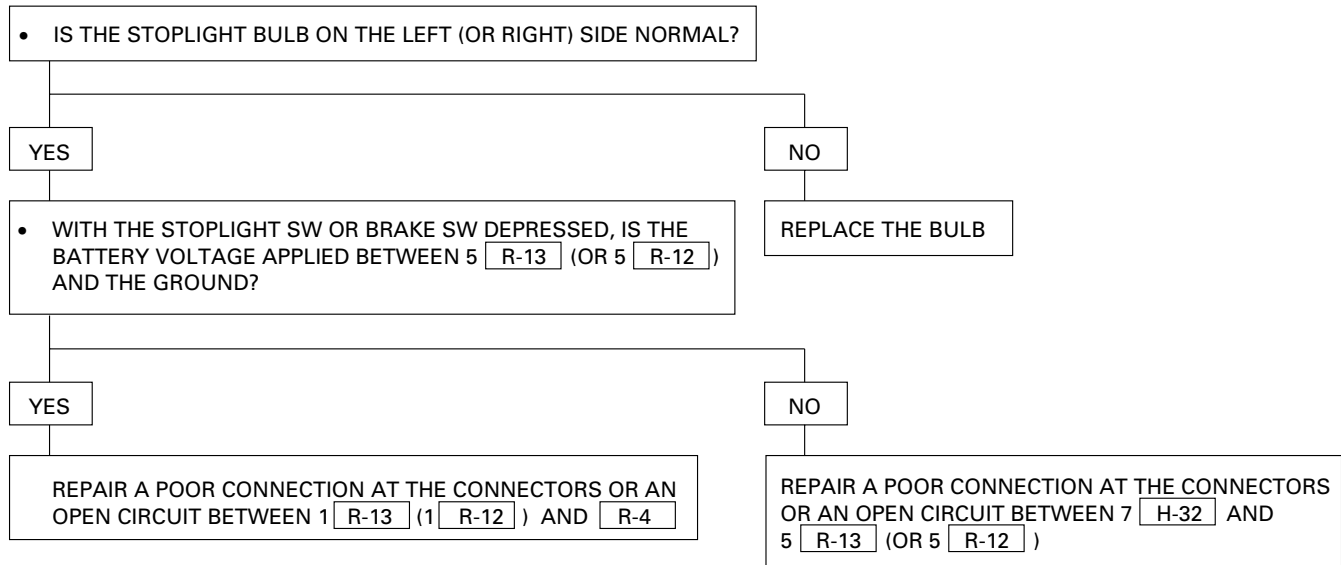 • IS THE STOPLIGHT BULB ON THE LEFT (OR RIGHT) SIDE NORMAL?
YES
NO
• WITH THE STOPLIGHT SW OR BRAKE SW DEPRESSED, IS THE
BATTERY VOLTAGE APPLIED BETWEEN 5 R-13 (OR 5 R-12 )
AND THE GROUND?
REPLACE THE BULB
YES
NO
REPAIR A POOR CONNECTION AT THE CONNECTORS OR AN
OPEN CIRCUIT BETWEEN 1 R-13 (1 R-12 ) AND R-4
REPAIR A POOR CONNECTION AT THE CONNECTORS
OR AN OPEN CIRCUIT BETWEEN 7 H-32 AND
5 R-13 (OR 5 R-12 )